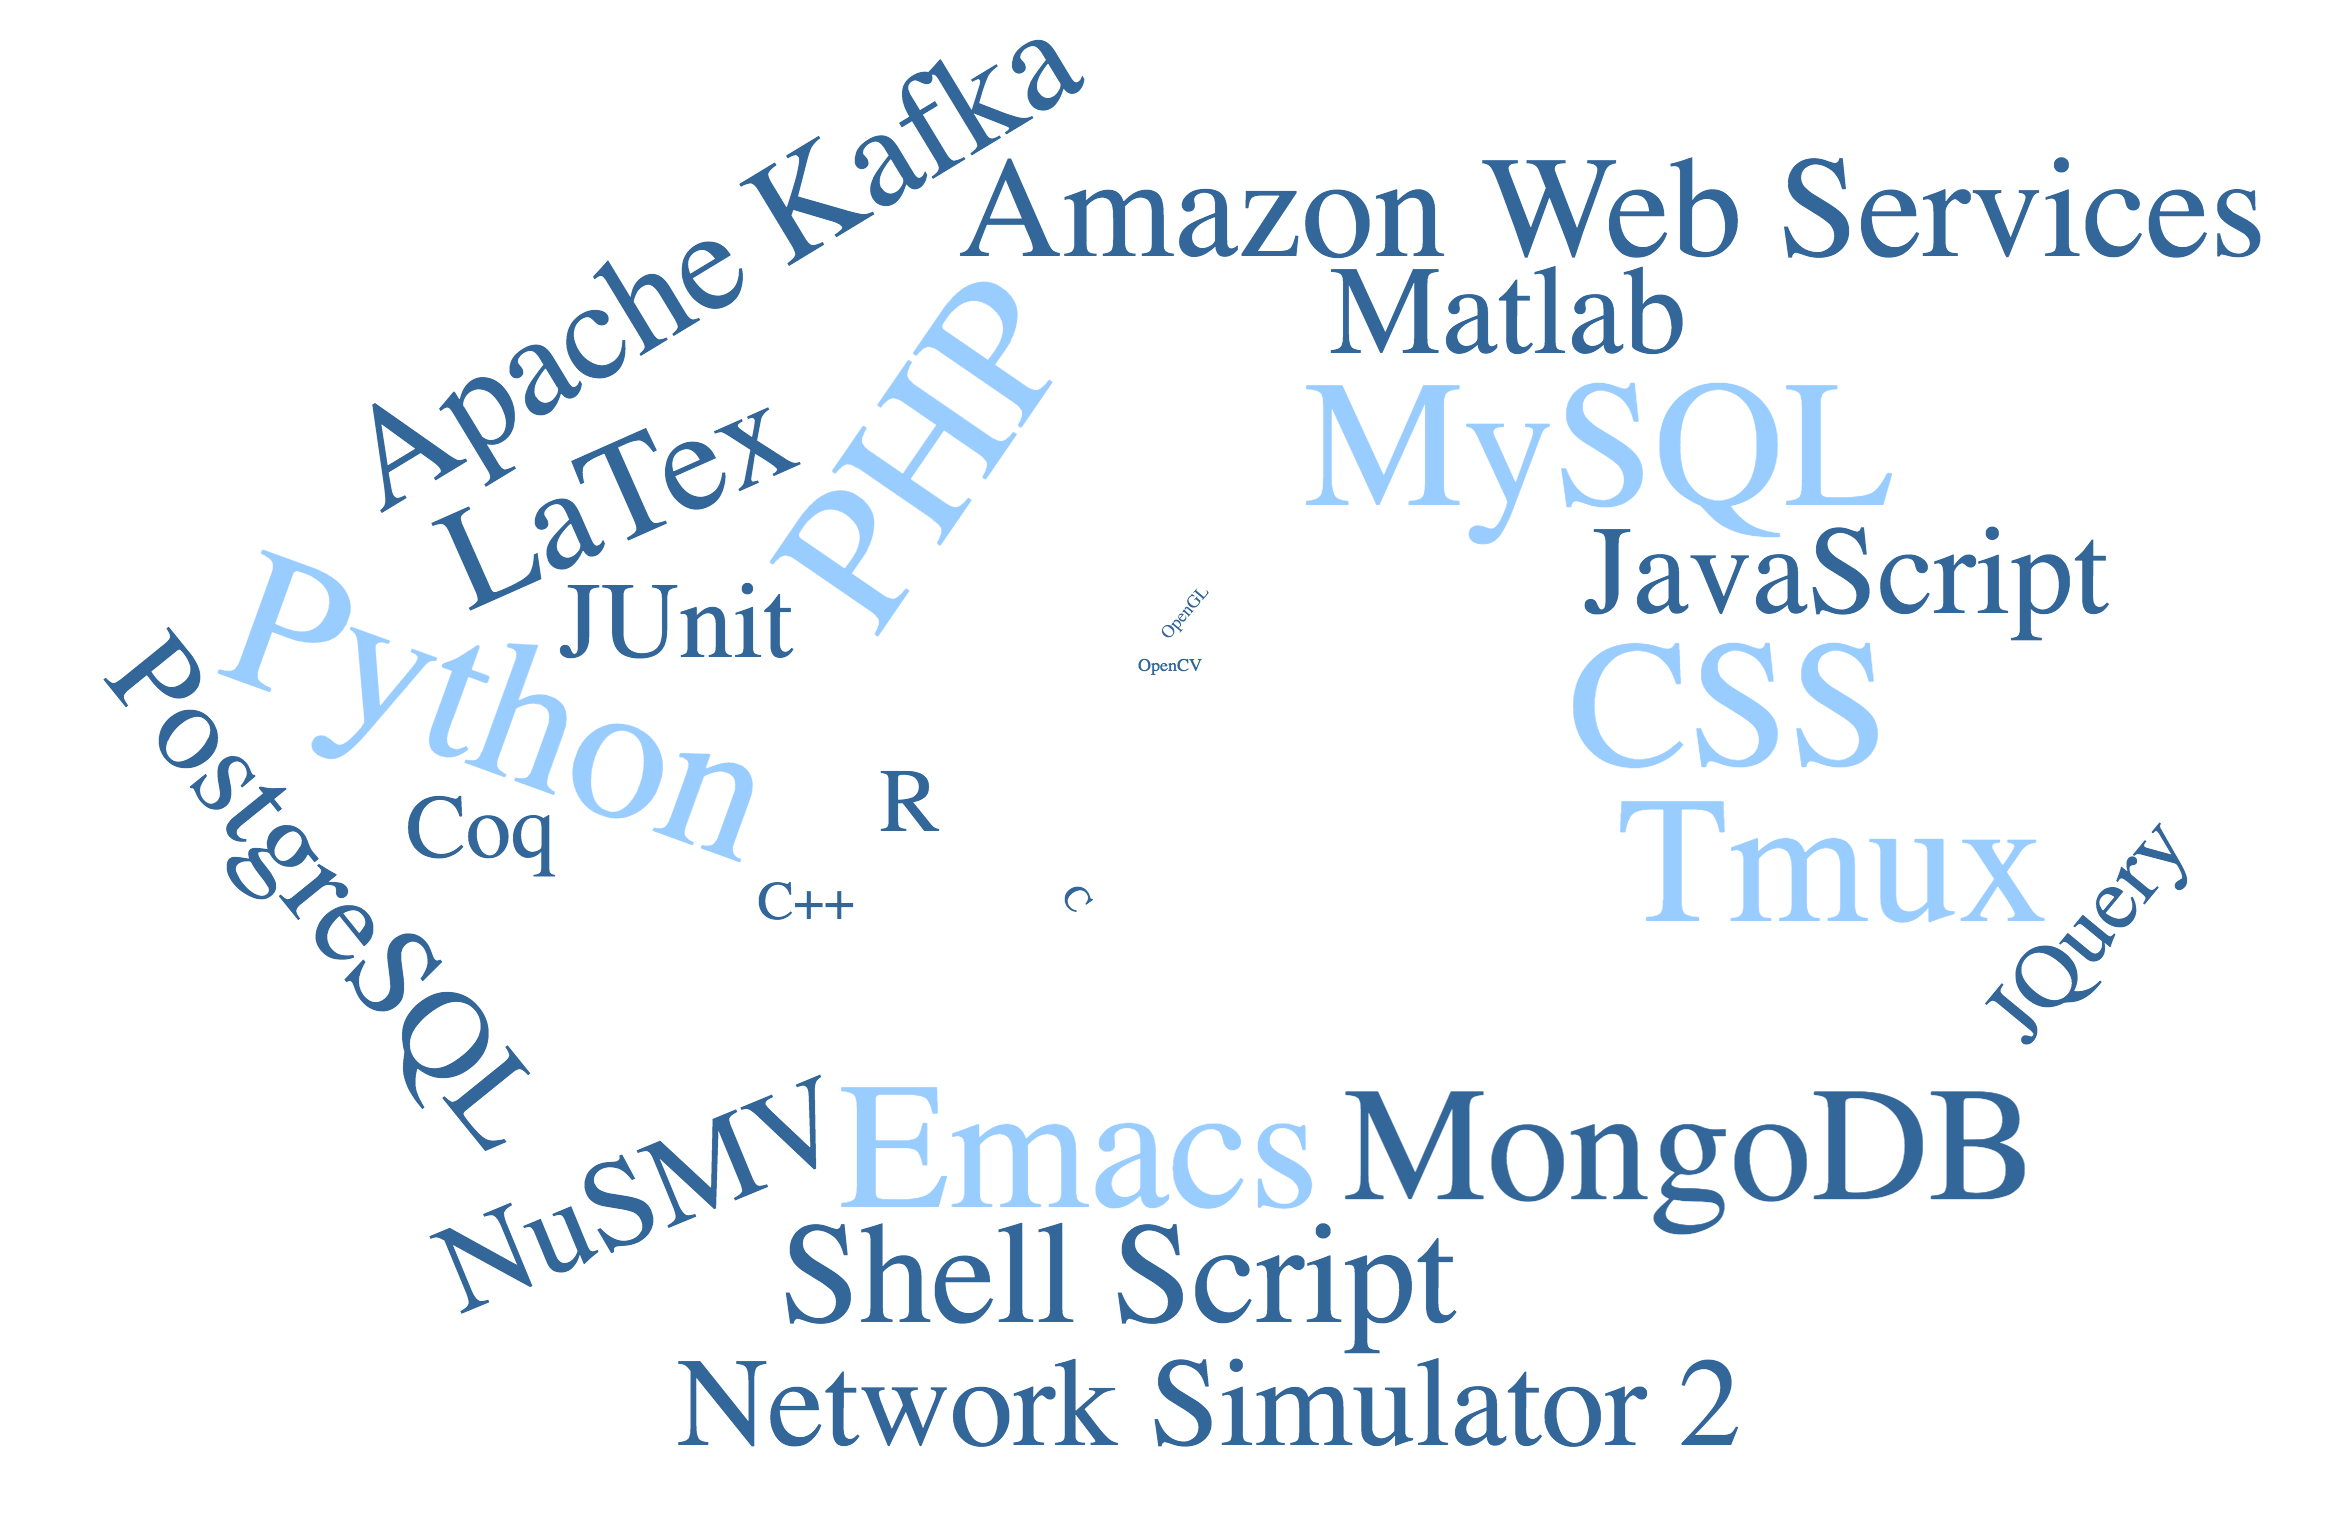 Apache Kafka
Amazon Web Services
Matlab
PHP
MySQL
LaTex
JavaScript
JUnit
Python
OpenGL
OpenCV
CSS
PostgreSQL
Coq
R
Tmux
C++
C
JQuery
NuSMV
Emacs
MongoDB
Shell Script
Network Simulator 2